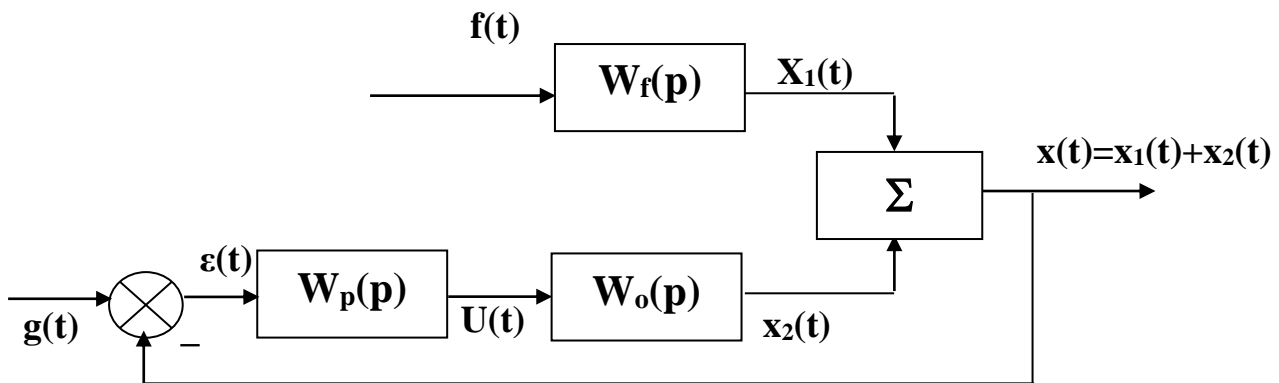 f(t)
W_f(p)
X₁(t)
x(t)=x₁(t)+x₂(t)
Σ
ε(t)
W_p(p)
W_o(p)
g(t)
–
U(t)
x₂(t)